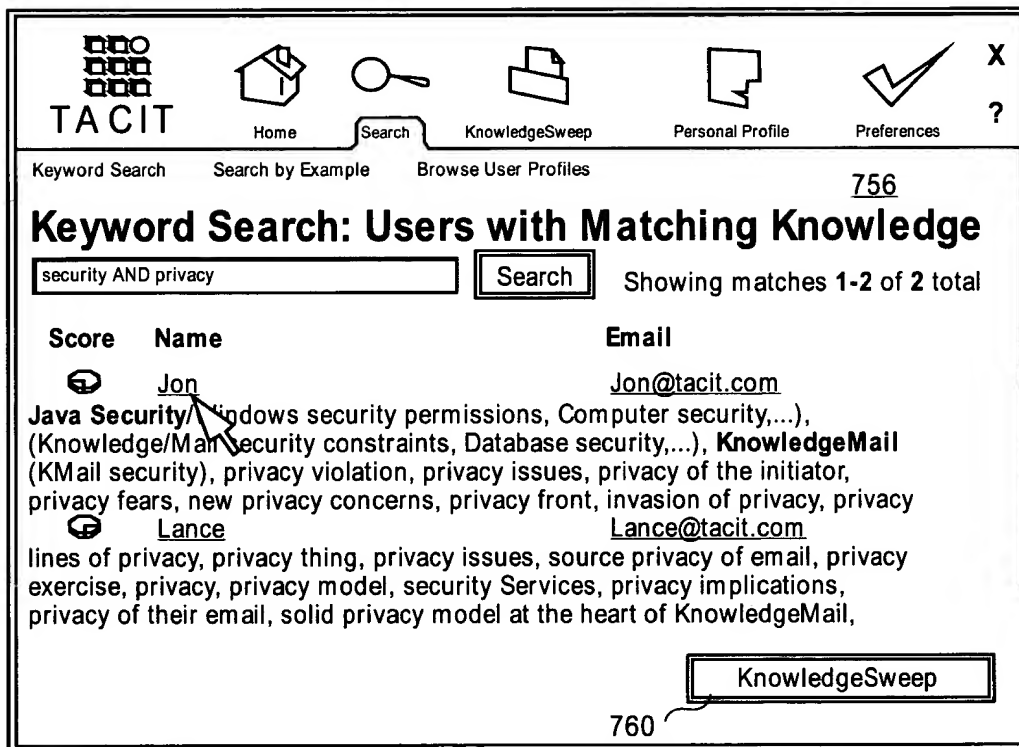 TACIT
Home
Search
KnowledgeSweep
Personal Profile
Preferences
X
?
Keyword Search
Search by Example
Browse User Profiles
756
Keyword Search: Users with Matching Knowledge
security AND privacy
Search
Showing matches 1-2 of 2 total
Score Name Email
Jon Jon@tacit.com
Java Security/ security permissions, Computer security,...),
(Knowledge/Mail security constraints, Database security,...), KnowledgeMail
(KMail security), privacy violation, privacy issues, privacy of the initiator,
privacy fears, new privacy concerns, privacy front, invasion of privacy, privacy
Lance Lance@tacit.com
lines of privacy, privacy thing, privacy issues, source privacy of email, privacy
exercise, privacy, privacy model, security Services, privacy implications,
privacy of their email, solid privacy model at the heart of KnowledgeMail,
KnowledgeSweep
760